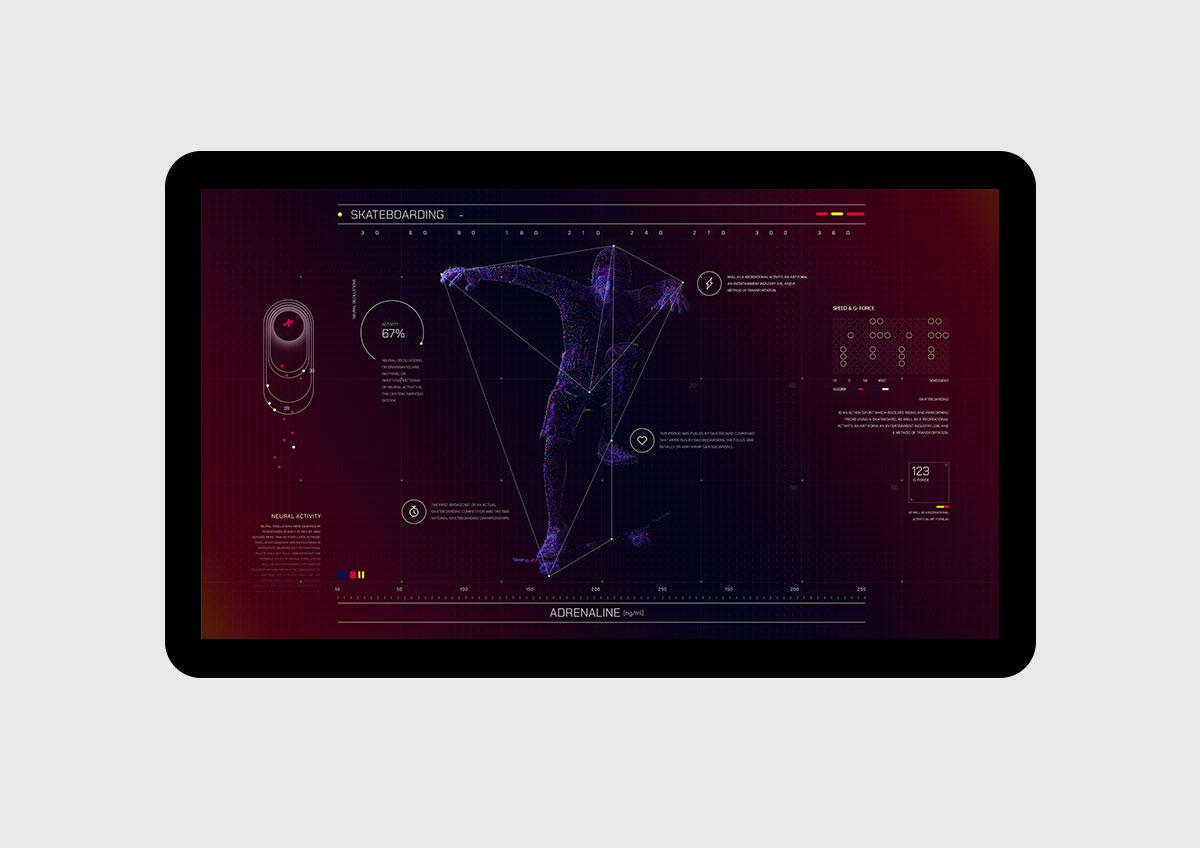 SKATEBOARDING –
30 60 90 180 210 240 270 300 360
NEURAL OSCILLATIONS
ACTIVITY
67%
NEURAL OSCILLATIONS,
OR BRAINWAVES, ARE
RHYTHMIC OR
REPETITIVE PATTERNS
OF NEURAL ACTIVITY IN
THE CENTRAL NERVOUS
SYSTEM.
WELL AS A RECREATIONAL ACTIVITY, AN ART FORM,
AN ENTERTAINMENT INDUSTRY JOB, AND A
METHOD OF TRANSPORTATION.
SPEED & G-FORCE
SKATEBOARDING
IS AN ACTION SPORT WHICH INVOLVES RIDING AND PERFORMING
TRICKS USING A SKATEBOARD, AS WELL AS A RECREATIONAL
ACTIVITY, AN ART FORM, AN ENTERTAINMENT INDUSTRY JOB, AND
A METHOD OF TRANSPORTATION.
30
09
20 40
THIS PERIOD WAS FUELED BY SKATEBOARD COMPANIES
THAT WERE RUN BY SKATEBOARDERS. THE FOCUS WAS
INITIALLY ON VERT RAMP SKATEBOARDING.
123
G-FORCE
AS WELL AS A RECREATIONAL
ACTIVITY, AN ART FORM, AN
50 50
THE FIRST BROADCAST OF AN ACTUAL
SKATEBOARDING COMPETITION WAS THE 1965
NATIONAL SKATEBOARDING CHAMPIONSHIPS,
NEURAL ACTIVITY
10 50 100 150 200 250 150 200 250
ADRENALINE [ng/ml]